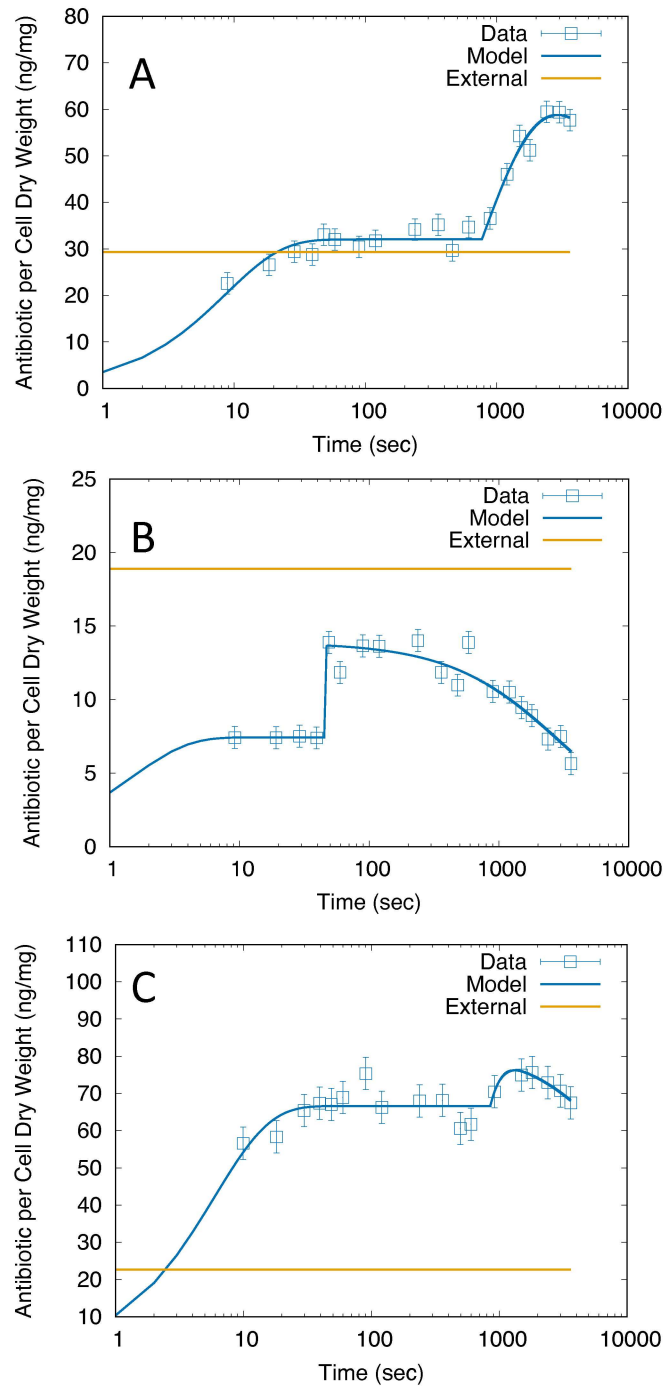 80
70
60
50
40
30
20
10
0
Antibiotic per Cell Dry Weight (ng/mg)
A
Data
Model
External
1
10
100
1000
10000
Time (sec)
25
20
15
10
5
0
Antibiotic per Cell Dry Weight (ng/mg)
B
Data
Model
External
1
10
100
1000
10000
Time (sec)
110
100
90
80
70
60
50
40
30
20
10
Antibiotic per Cell Dry Weight (ng/mg)
C
Data
Model
External
1
10
100
1000
10000
Time (sec)